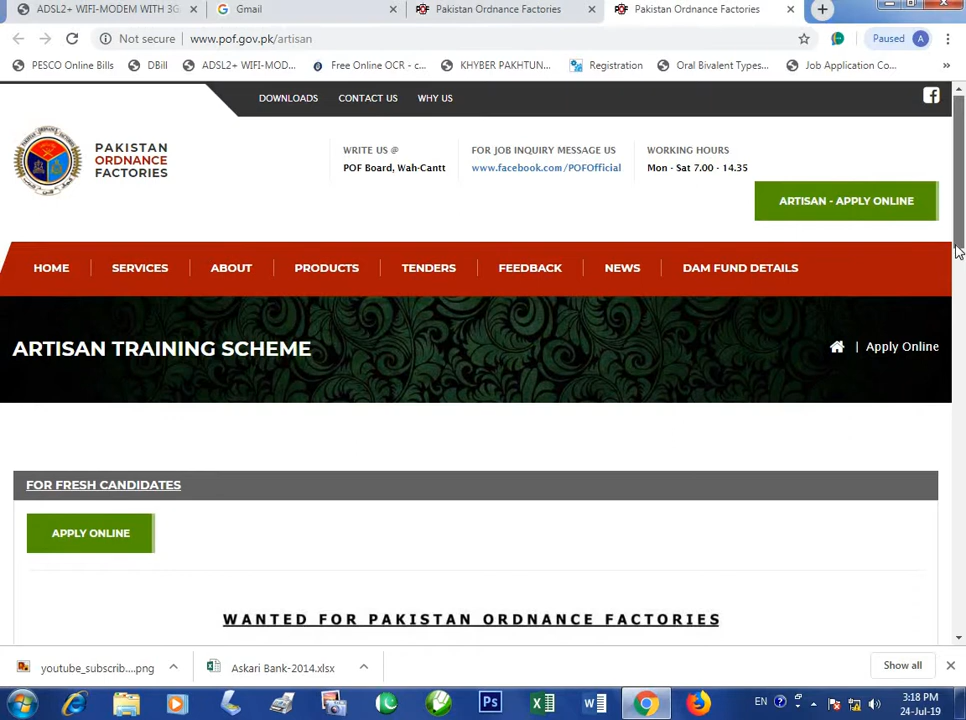 ADSL2+ WIFI-MODEM WITH 3G
Gmail
Pakistan Ordnance Factories
Pakistan Ordnance Factories
Not secure | www.pof.gov.pk/artisan
Paused A
PESCO Online Bills
DBill
ADSL2+ WIFI-MOD...
Free Online OCR - c...
KHYBER PAKHTUN...
Registration
Oral Bivalent Types...
Job Application Co...
»
DOWNLOADS CONTACT US WHY US
PAKISTAN
ORDNANCE
FACTORIES
WRITE US @
POF Board, Wah-Cantt
FOR JOB INQUIRY MESSAGE US
www.facebook.com/POFOfficial
WORKING HOURS
Mon - Sat 7.00 - 14.35
ARTISAN - APPLY ONLINE
HOME SERVICES ABOUT PRODUCTS TENDERS FEEDBACK NEWS DAM FUND DETAILS
ARTISAN TRAINING SCHEME
| Apply Online
FOR FRESH CANDIDATES
APPLY ONLINE
WANTED FOR PAKISTAN ORDNANCE FACTORIES
youtube_subscrib....png
Askari Bank-2014.xlsx
Show all
Ps
EN
3:18 PM
24-Jul-19